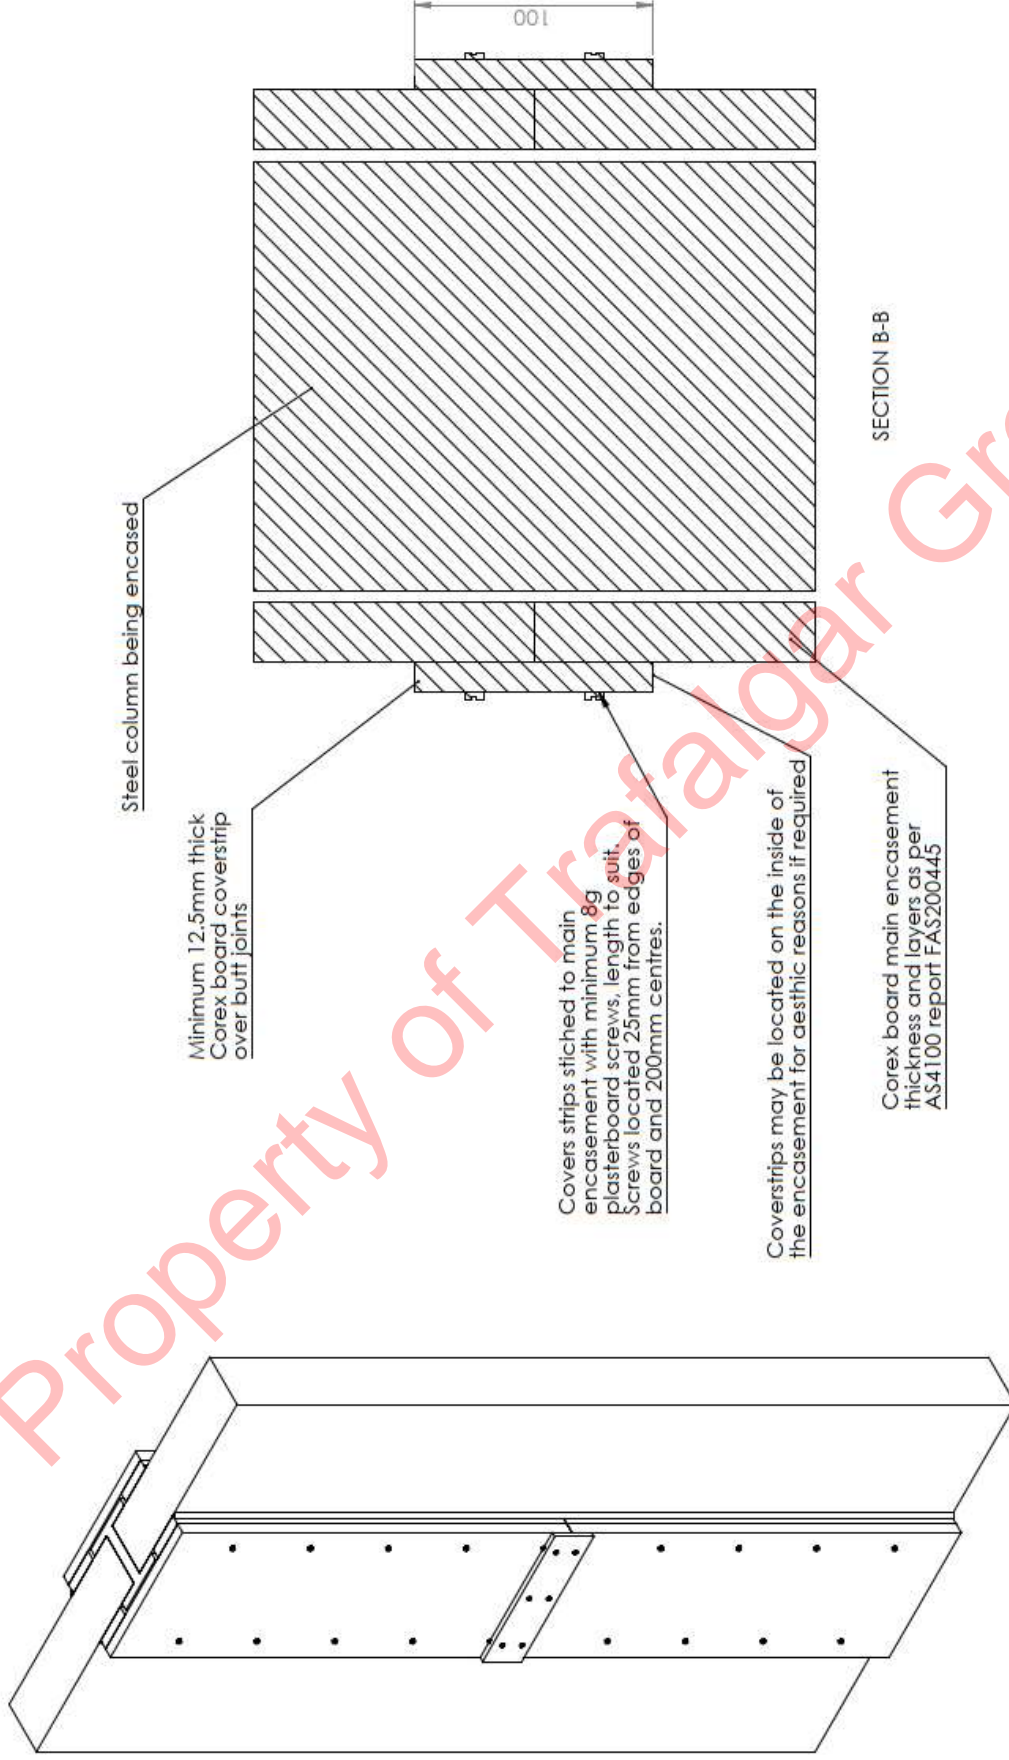 Steel column being encased
Minimum 12.5mm thick
Corex board coverstrip
over butt joints
Covers strips stiched to main
encasement with minimum 8g
plasterboard screws, length to suit.
Screws located 25mm from edges of
board and 200mm centres.
Coverstrips may be located on the inside of
the encasement for aesthic reasons if required
Corex board main encasement
thickness and layers as per
AS4100 report FAS200445
SECTION B-B
100
Property of Trafalgar Gr